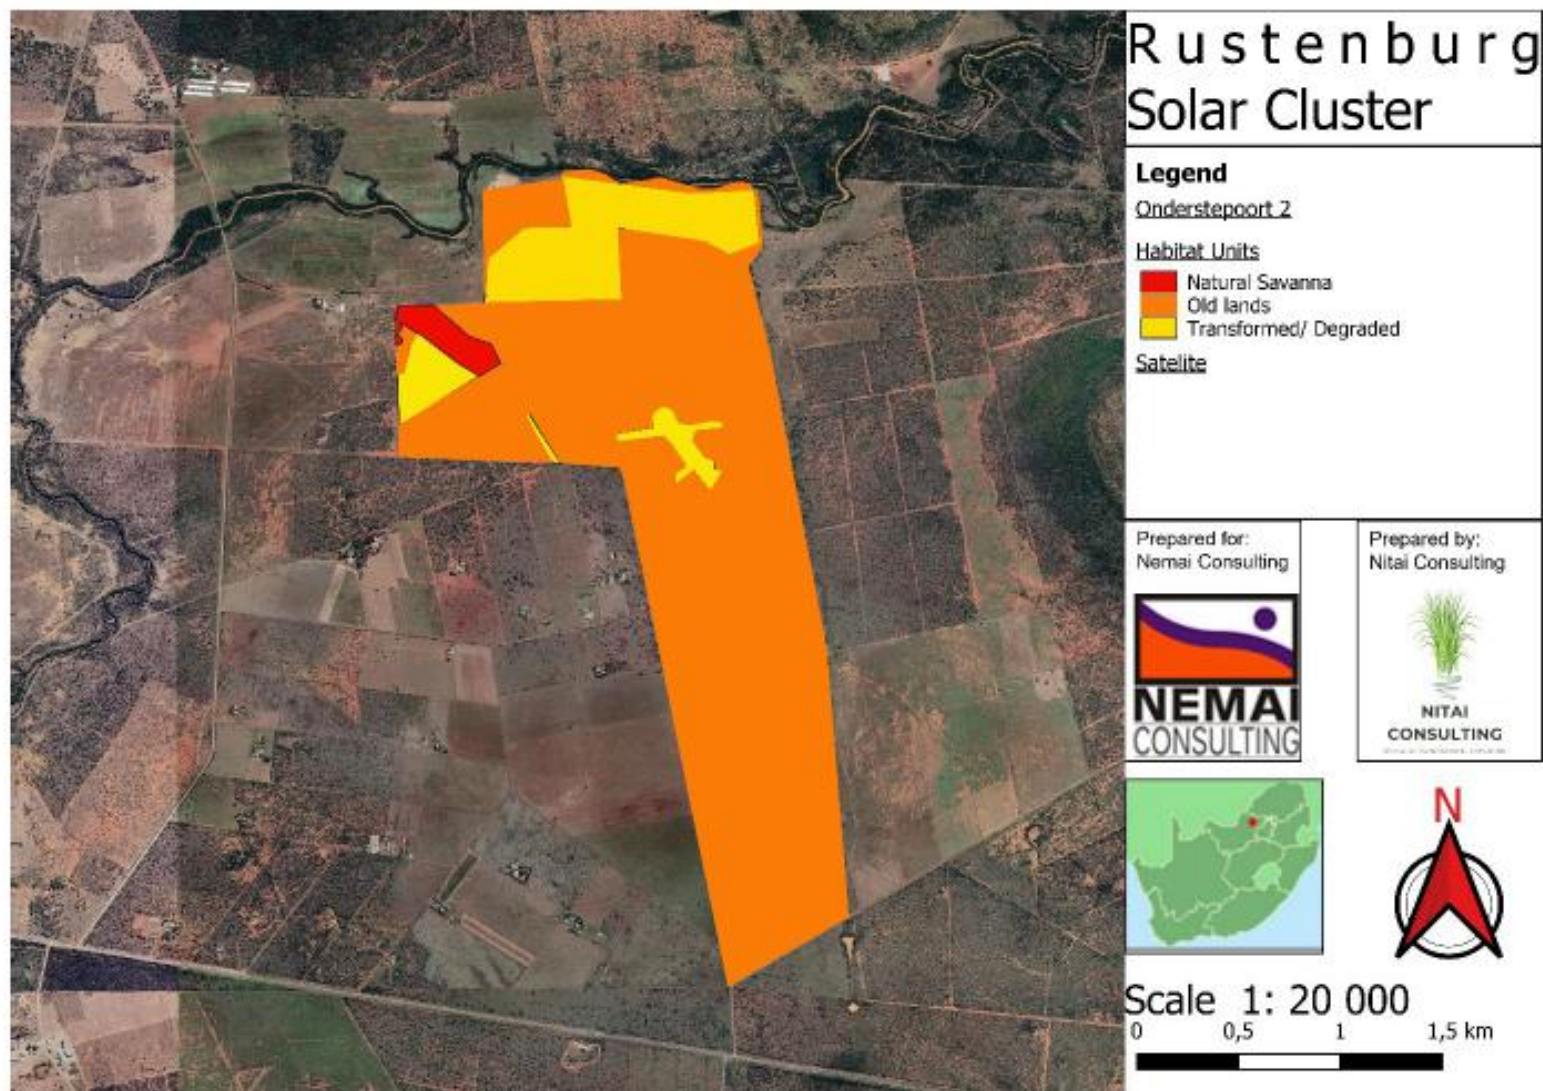 Rustenburg
Solar Cluster
Legend
Onderstepoort 2
Habitat Units
Natural Savanna
Old lands
Transformed/ Degraded
Satelite
Prepared for:
Nemai Consulting
NEMAI
CONSULTING
Prepared by:
Nitai Consulting
NITAI
CONSULTING
N
Scale 1: 20 000
0 0,5 1 1,5 km